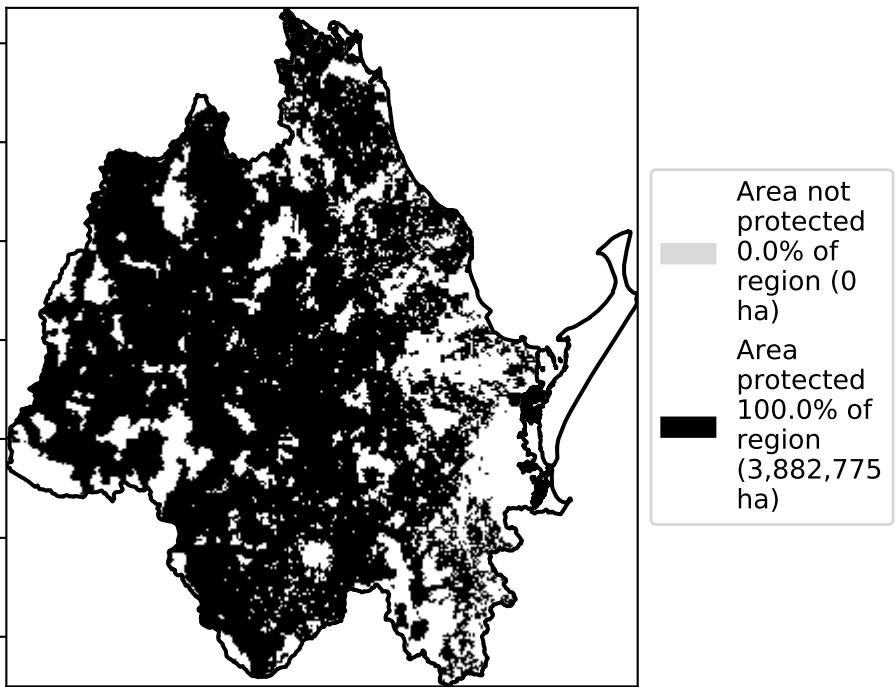 Area not
protected
0.0% of
region (0
ha)
Area
protected
100.0% of
region
(3,882,775
ha)